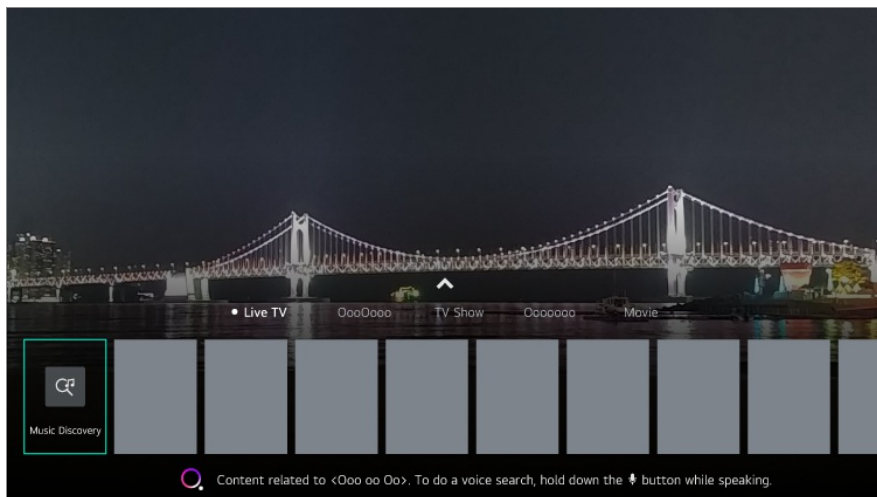 Live TV
OooOooo
TV Show
Ooooooo
Movie
Music Discovery
Content related to <Ooo oo Oo>. To do a voice search, hold down the button while speaking.